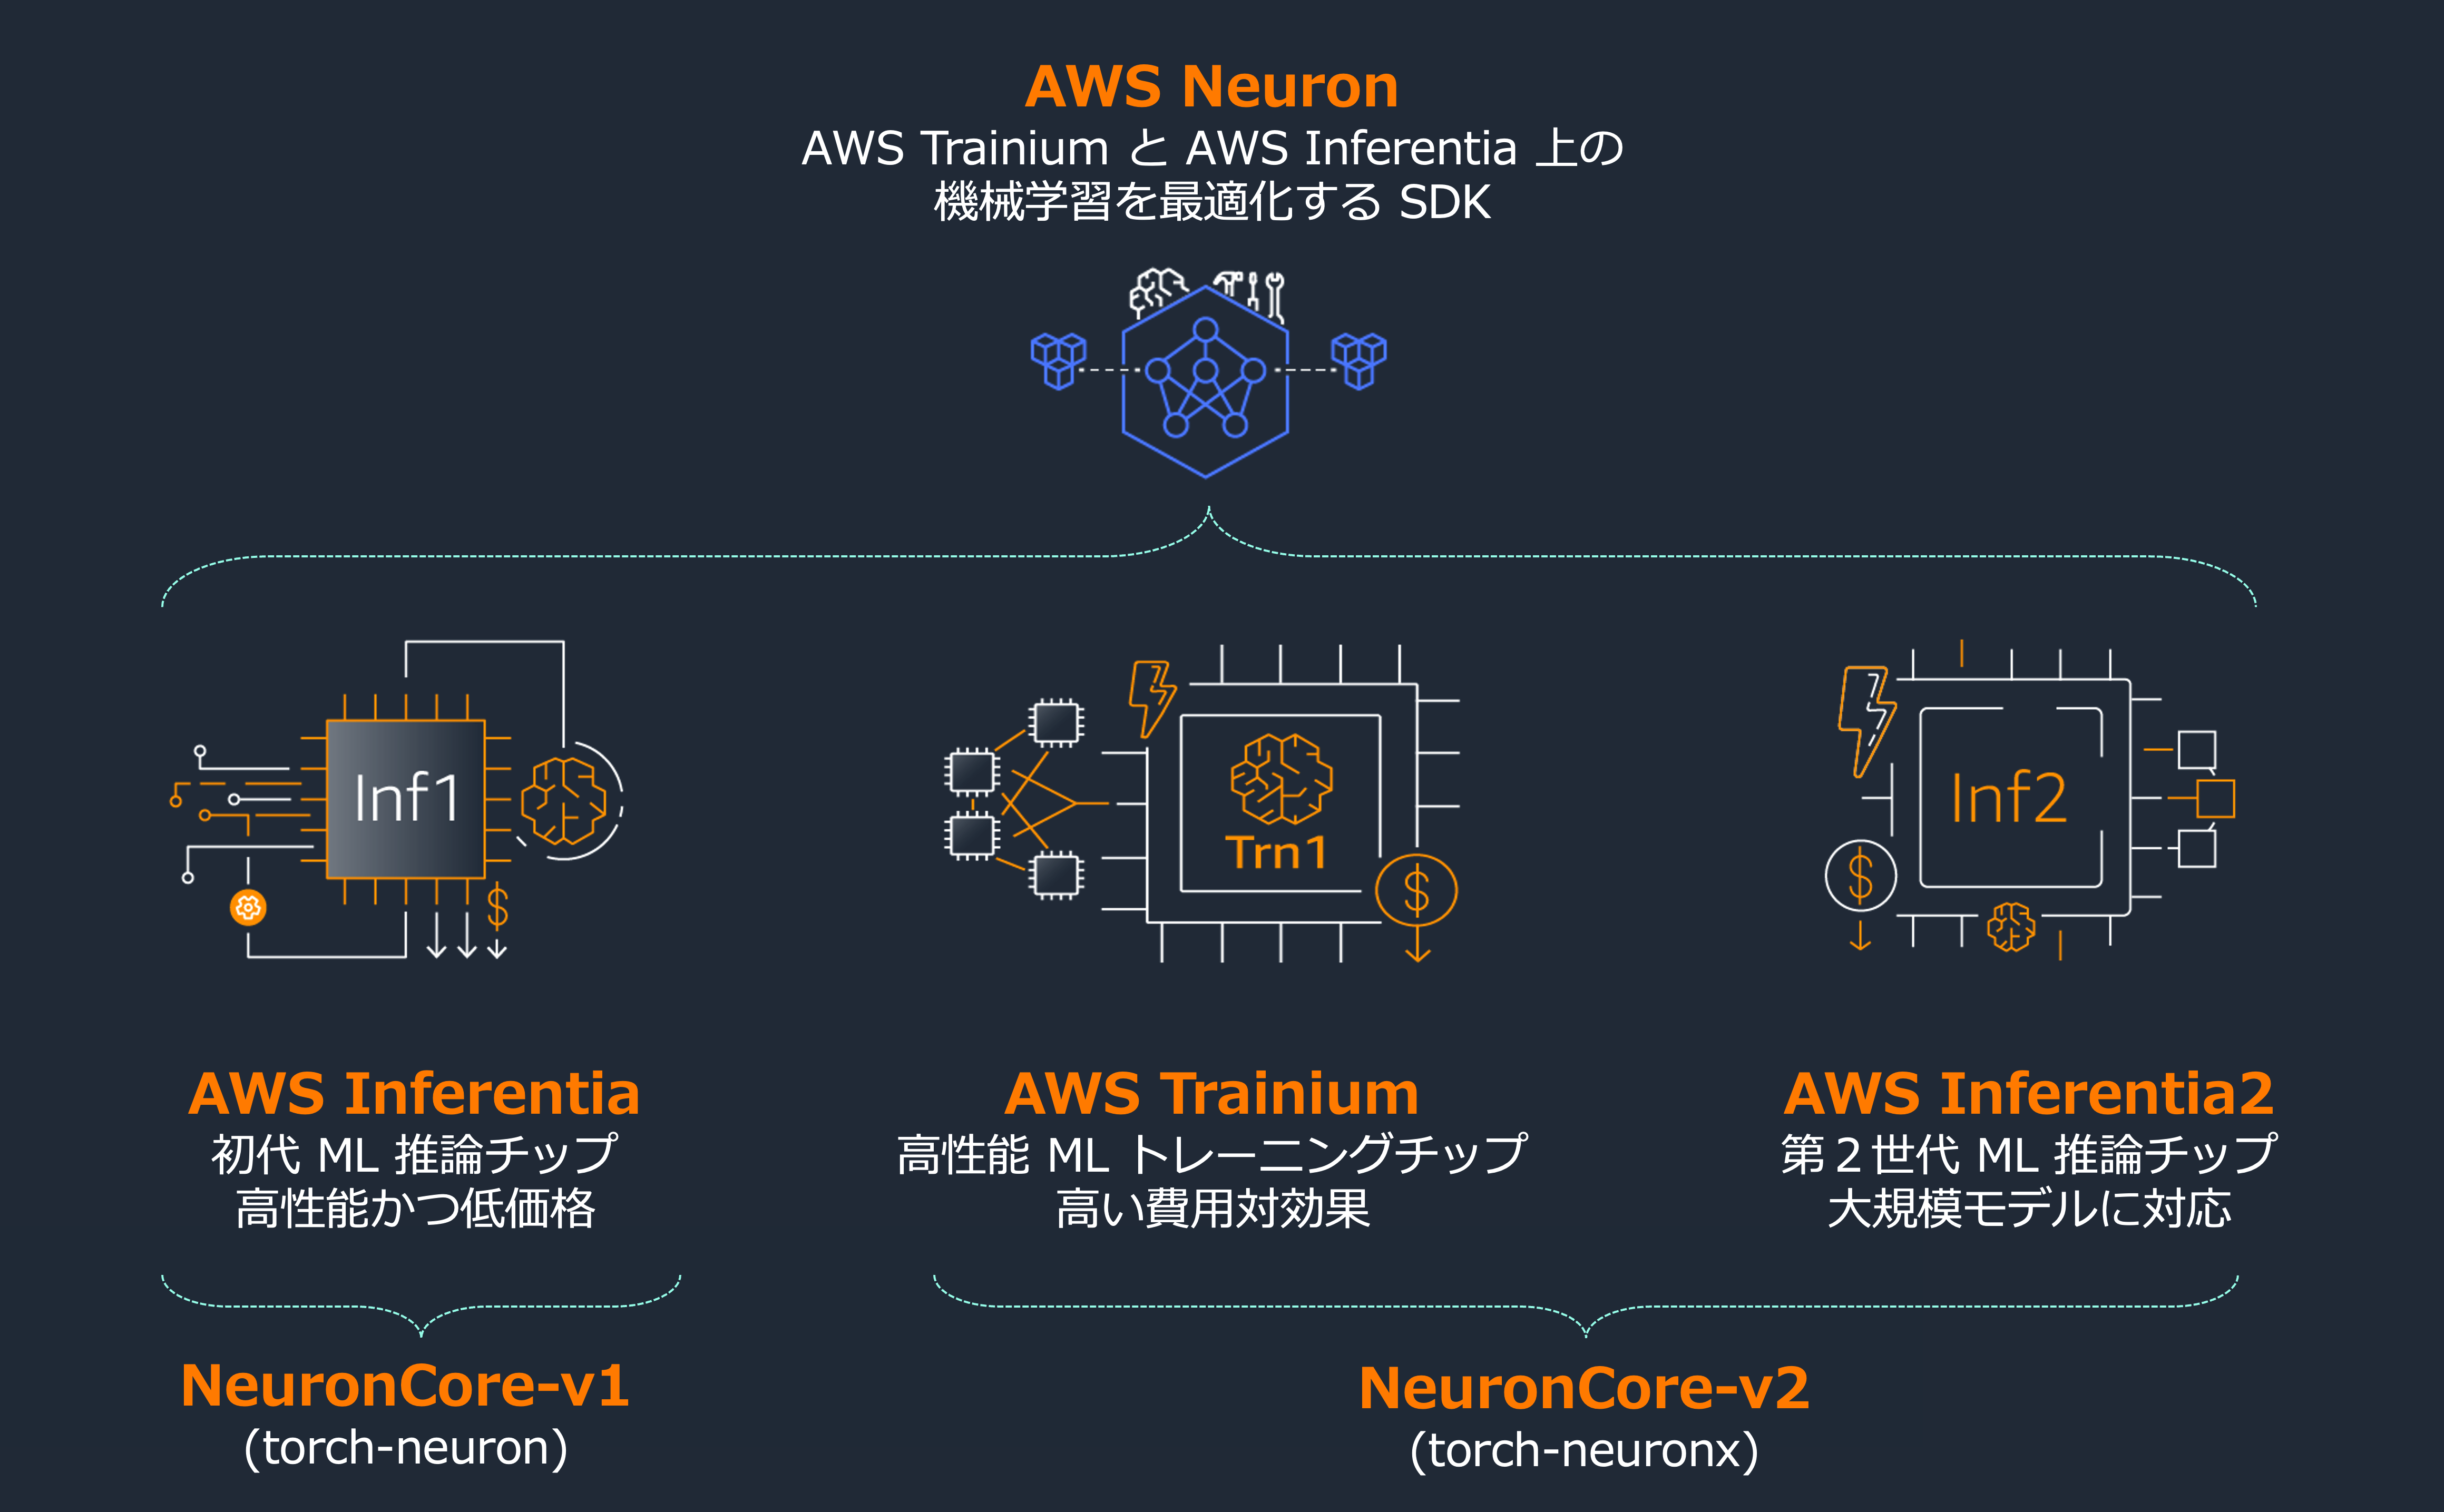 AWS Neuron
AWS Trainium と AWS Inferentia 上の
機械学習を最適化する SDK
Inf1
Trn1
$
Inf2
$
$
AWS Inferentia
初代 ML 推論チップ
高性能かつ低価格
AWS Trainium
高性能 ML トレーニングチップ
高い費用対効果
AWS Inferentia2
第２世代 ML 推論チップ
大規模モデルに対応
NeuronCore-v1
(torch-neuron)
NeuronCore-v2
(torch-neuronx)